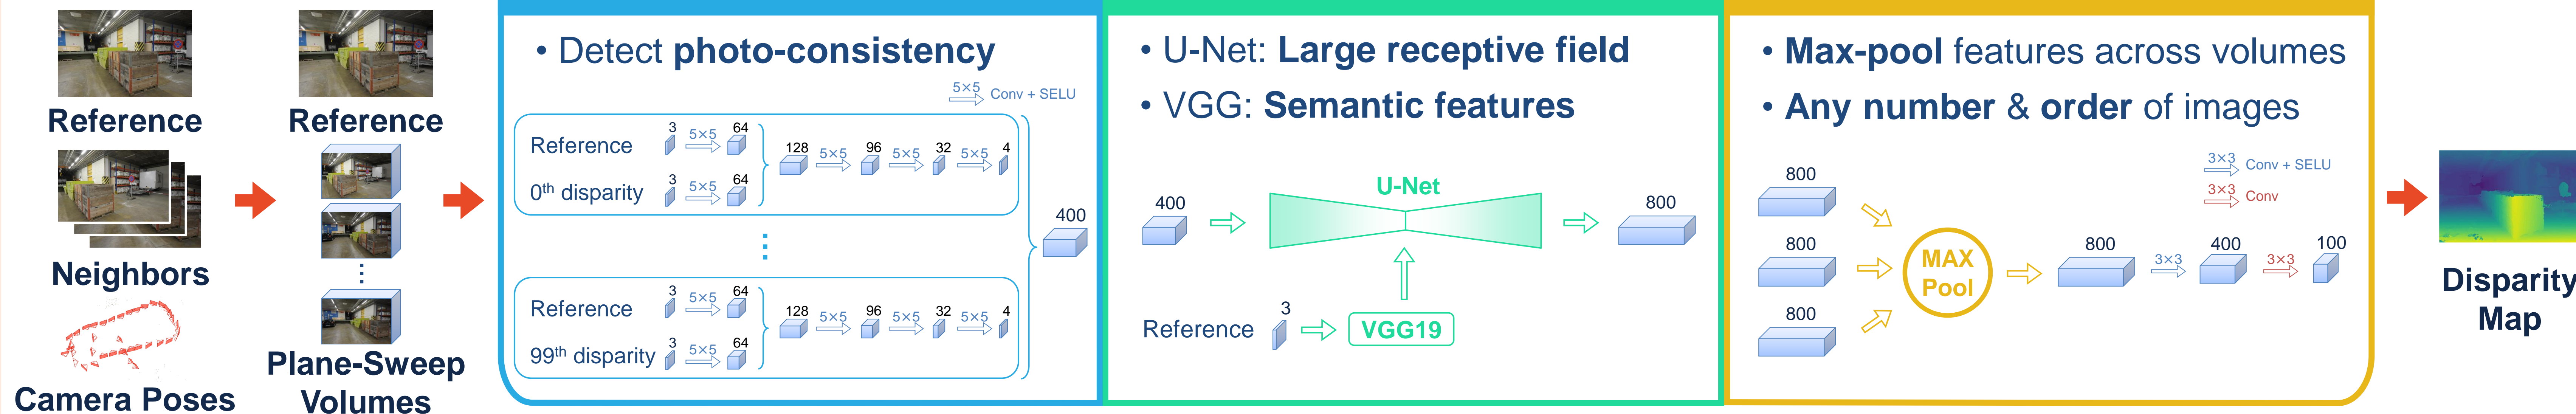 Reference
Neighbors
Camera Poses
Reference
Plane-Sweep
Volumes
• Detect photo-consistency
5×5 Conv + SELU
Reference 3 5×5 64
0th disparity 3 5×5 64
128 5×5 96 5×5 32 5×5 4
Reference 3 5×5 64
99th disparity 3 5×5 64
128 5×5 96 5×5 32 5×5 4
400
• U-Net: Large receptive field
• VGG: Semantic features
400
U-Net
800
Reference 3
VGG19
• Max-pool features across volumes
• Any number & order of images
3×3 Conv + SELU
3×3 Conv
800
800
800
MAX
Pool
800 3×3 400 3×3 100
Disparity
Map